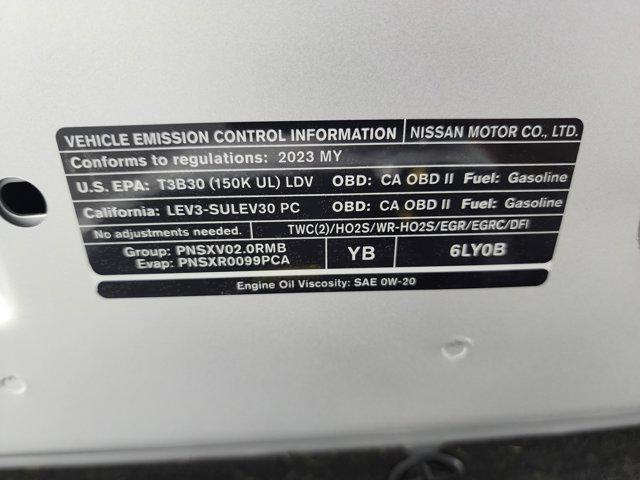 VEHICLE EMISSION CONTROL INFORMATION NISSAN MOTOR CO., LTD.
Conforms to regulations: 2023 MY
U.S. EPA: T3B30 (150K UL) LDV OBD: CA OBD II Fuel: Gasoline
California: LEV3-SULEV30 PC OBD: CA OBD II Fuel: Gasoline
No adjustments needed. TWC(2)/HO2S/WR-HO2S/EGR/EGRC/DFI
Group: PNSXV02.0RMB YB 6LY0B
Evap: PNSXR0099PCA
Engine Oil Viscosity: SAE 0W-20